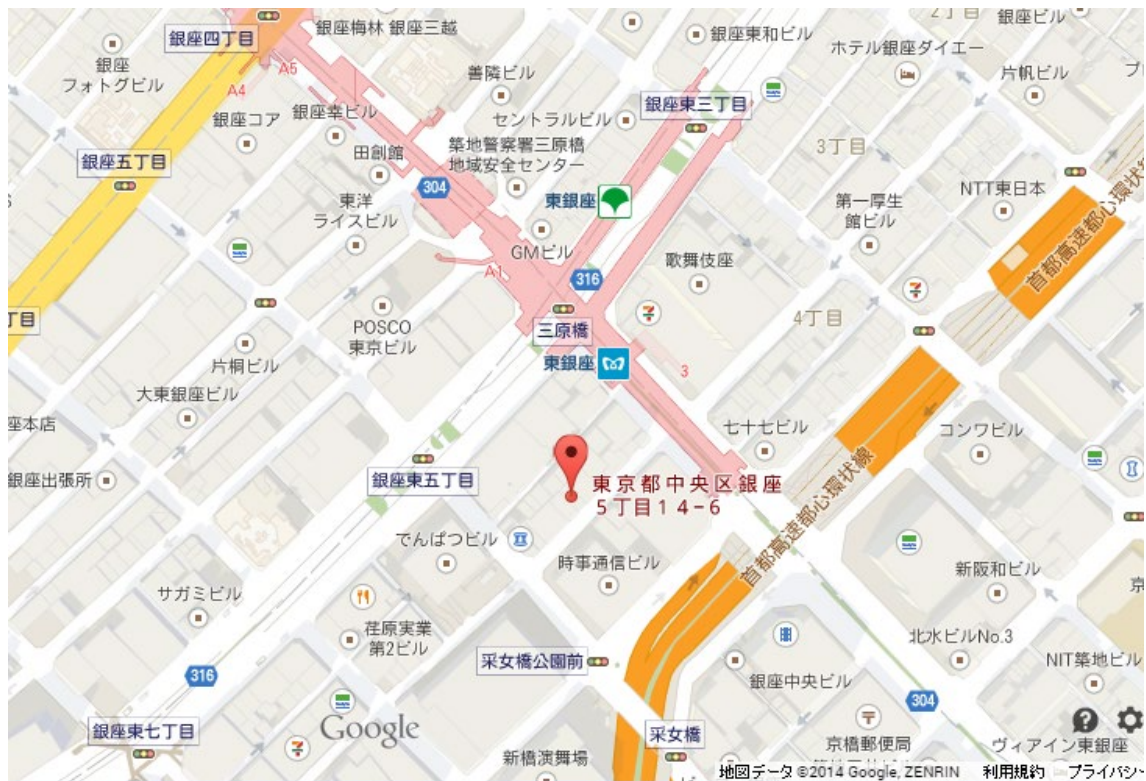 2丁目
銀座ビル
銀座四丁目
銀座梅林 銀座三越
銀座東和ビル
ホテル銀座ダイエー
銀座
フォトグビル
A5
A4
善隣ビル
片帆ビル
銀座コア
銀座幸ビル
セントラルビル
銀座東三丁目
築地警察署三原橋
地域安全センター
3丁目
銀座五丁目
田創館
304
NTT東日本
東洋
ライスビル
東銀座
第一厚生
館ビル
GMビル
歌舞伎座
A1
316
首都高速都心環状線
丁目
POSCO
東京ビル
三原橋
4丁目
片桐ビル
東銀座
3
大東銀座ビル
座本店
七十七ビル
コンワビル
銀座出張所
銀座東五丁目
東京都中央区銀座
5丁目14-6
首都高速都心環状線
でんぱつビル
時事通信ビル
新阪和ビル
サガミビル
京
荏原実業
第2ビル
北水ビルNo.3
采女橋公園前
NIT築地ビル
316
銀座中央ビル
304
銀座東七丁目
Google
采女橋
京橋郵便局
ヴィアイン東銀座
新橋演舞場
地図データ ©2014 Google, ZENRIN 利用規約 プライバシ